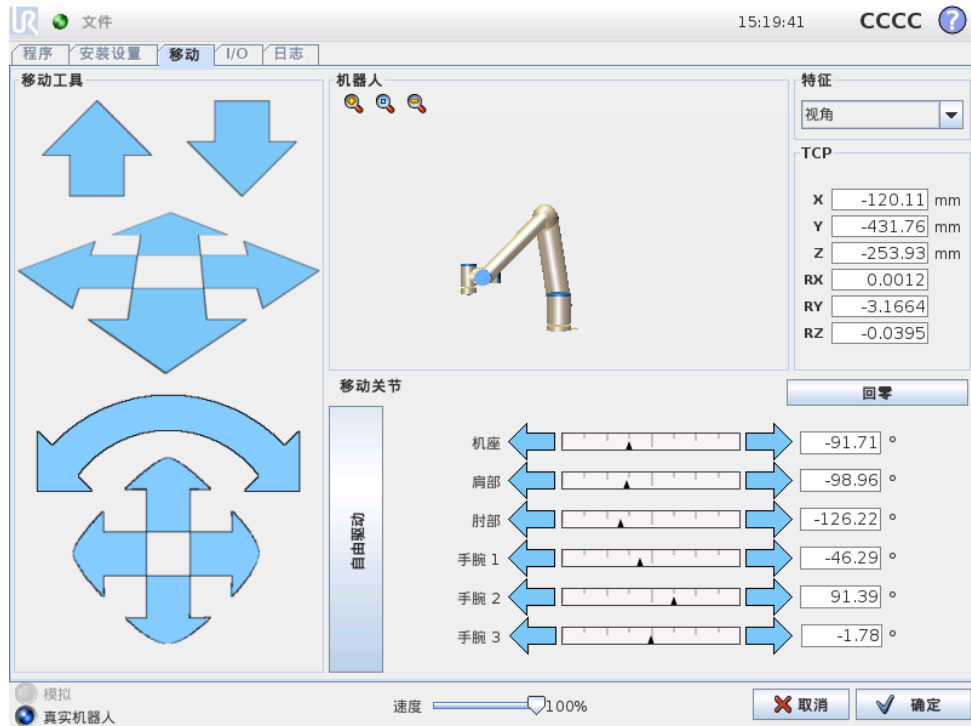 UR 文件 15:19:41 CCCC ?
程序 安装设置 移动 I/O 日志
移动工具
机器人
特征
视角
TCP
X -120.11 mm
Y -431.76 mm
Z -253.93 mm
RX 0.0012
RY -3.1664
RZ -0.0395
移动关节
回零
自由驱动
机座 -91.71 °
肩部 -98.96 °
肘部 -126.22 °
手腕 1 -46.29 °
手腕 2 91.39 °
手腕 3 -1.78 °
模拟
真实机器人
速度 100%
取消 确定